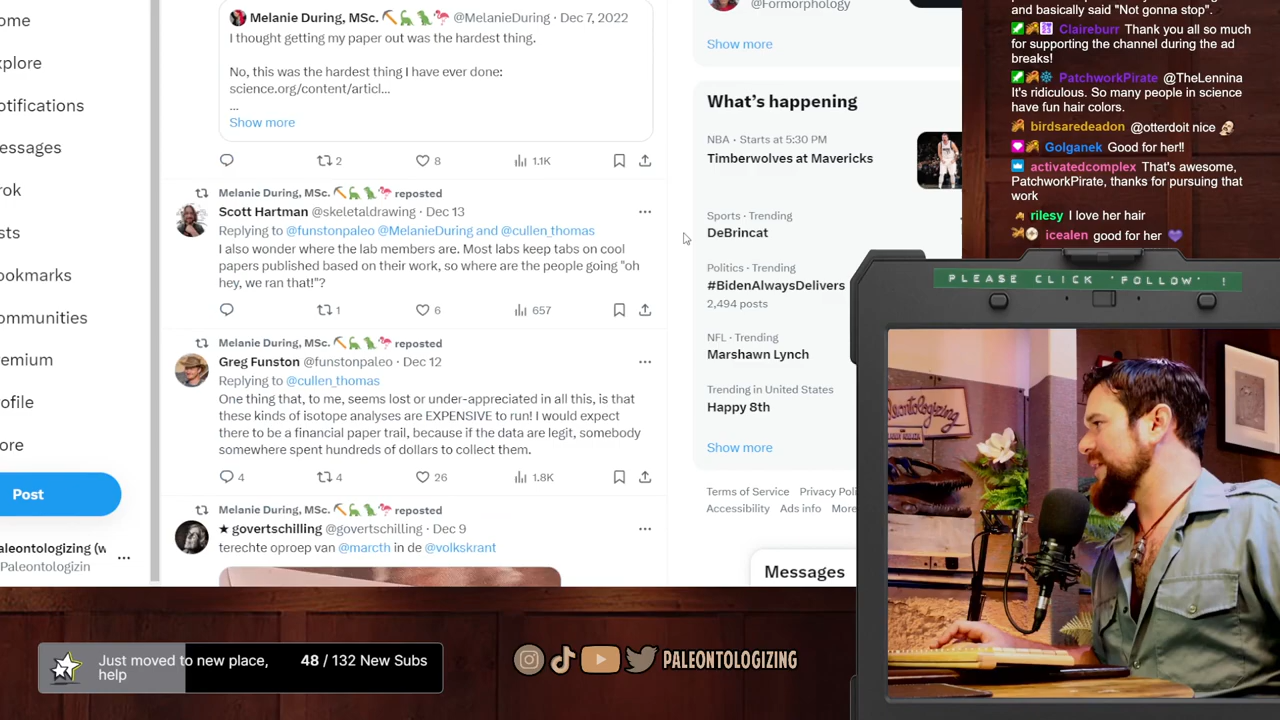 ome
xplore
otifications
essages
rok
sts
ookmarks
ommunities
remium
rofile
ore
Post
aleontologizing (w
Paleontologizin
Melanie During, MSc. ⛏️🦕🦖🦩 @MelanieDuring · Dec 7, 2022
I thought getting my paper out was the hardest thing.
No, this was the hardest thing I have ever done:
science.org/content/articl...
...
Show more
2 8 1.1K
Melanie During, MSc. ⛏️🦕🦖🦩 reposted
Scott Hartman @skeletaldrawing · Dec 13
Replying to @funstonpaleo @MelanieDuring and @cullen_thomas
I also wonder where the lab members are. Most labs keep tabs on cool
papers published based on their work, so where are the people going "oh
hey, we ran that!"?
1 6 657
Melanie During, MSc. ⛏️🦕🦖🦩 reposted
Greg Funston @funstonpaleo · Dec 12
Replying to @cullen_thomas
One thing that, to me, seems lost or under-appreciated in all this, is that
these kinds of isotope analyses are EXPENSIVE to run! I would expect
there to be a financial paper trail, because if the data are legit, somebody
somewhere spent hundreds of dollars to collect them.
4 4 26 1.8K
Melanie During, MSc. ⛏️🦕🦖🦩 reposted
★ govertschilling @govertschilling · Dec 9
terechte oproep van @marcth in de @volkskrant
@Formorphology
Show more
What's happening
NBA · Starts at 5:30 PM
Timberwolves at Mavericks
Sports · Trending
DeBrincat
Politics · Trending
#BidenAlwaysDelivers
2,494 posts
NFL · Trending
Marshawn Lynch
Trending in United States
Happy 8th
Show more
Terms of Service Privacy Poli
Accessibility Ads info More
Messages
and basically said "Not gonna stop".
Claireburr Thank you all so much
for supporting the channel during the ad
breaks!
PatchworkPirate @TheLennina
It's ridiculous. So many people in science
have fun hair colors.
birdsaredeadon @otterdoit nice
Golganek Good for her!!
activatedcomplex That's awesome,
PatchworkPirate, thanks for pursuing that
work
rilesy I love her hair
icealen good for her 💜
PLEASE CLICK 'FOLLOW' !
Just moved to new place,
help
48 / 132 New Subs
PALEONTOLOGIZING